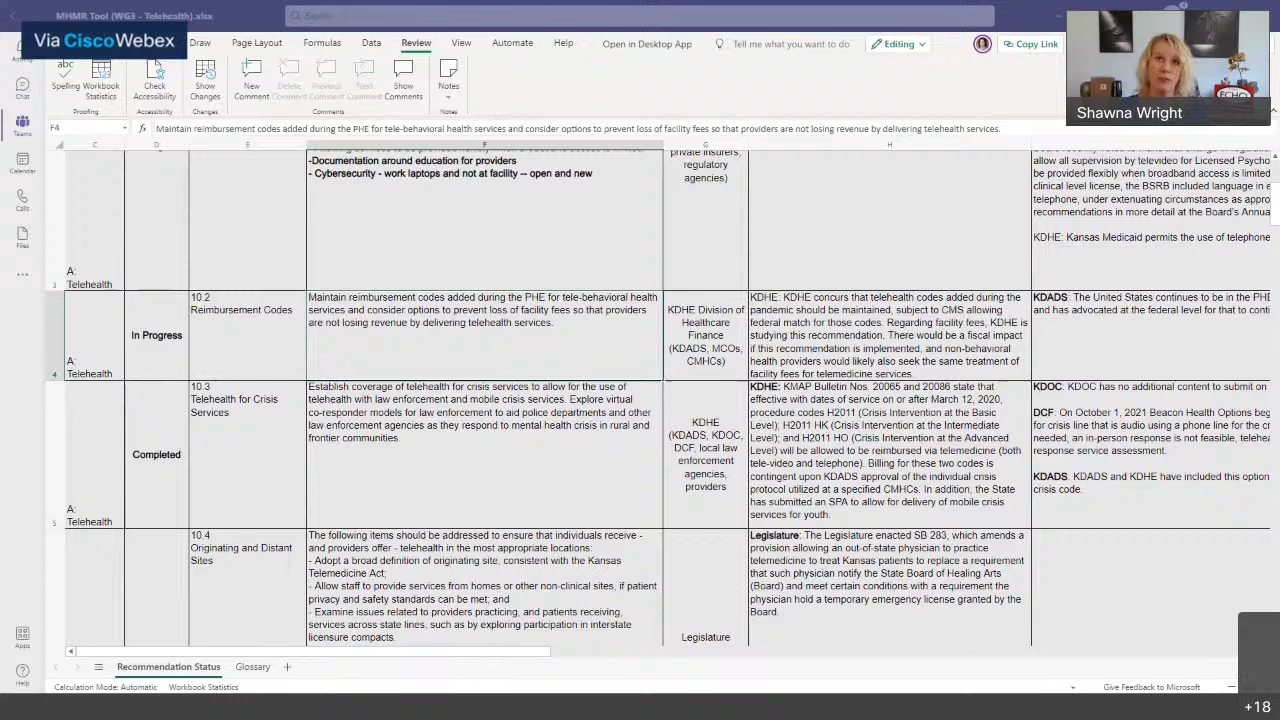 MHMR Tool (WG3 - Telehealth).xlsx
Search
Via Cisco Webex
Draw
Page Layout
Formulas
Data
Review
View
Automate
Help
Open in Desktop App
Tell me what you want to do
Editing
Copy Link
Spelling
Workbook Statistics
Proofing
Check Accessibility
Accessibility
Show Changes
Changes
New Comment
Delete Comment
Previous Comment
Next Comment
Show Comments
Comments
Notes
Notes
ECHO
Shawna Wright
F4
fx
Maintain reimbursement codes added during the PHE for tele-behavioral health services and consider options to prevent loss of facility fees so that providers are not losing revenue by delivering telehealth services.
Activity
Chat
Teams
Calendar
Calls
Files
Apps
Help
C
D
E
F
G
H
-Documentation around education for providers
- Cybersecurity - work laptops and not at facility -- open and new
private insurers,
regulatory
agencies)
allow all supervision by televideo for Licensed Psycho
be provided flexibly when broadband access is limited
clinical level license, the BSRB included language in e
telephone, under extenuating circumstances as appro
recommendations in more detail at the Board's Annua
KDHE: Kansas Medicaid permits the use of telephone
3
A:
Telehealth
4
A:
Telehealth
In Progress
10.2
Reimbursement Codes
Maintain reimbursement codes added during the PHE for tele-behavioral health
services and consider options to prevent loss of facility fees so that providers
are not losing revenue by delivering telehealth services.
KDHE Division of
Healthcare
Finance
(KDADS, MCOs,
CMHCs)
KDHE: KDHE concurs that telehealth codes added during the
pandemic should be maintained, subject to CMS allowing
federal match for those codes. Regarding facility fees, KDHE is
studying this recommendation. There would be a fiscal impact
if this recommendation is implemented, and non-behavioral
health providers would likely also seek the same treatment of
facility fees for telemedicine services.
KDADS: The United States continues to be in the PHE
and has advocated at the federal level for that to conti
5
A:
Telehealth
Completed
10.3
Telehealth for Crisis
Services
Establish coverage of telehealth for crisis services to allow for the use of
telehealth with law enforcement and mobile crisis services. Explore virtual
co-responder models for law enforcement to aid police departments and other
law enforcement agencies as they respond to mental health crisis in rural and
frontier communities.
KDHE
(KDADS, KDOC,
DCF, local law
enforcement
agencies,
providers
KDHE: KMAP Bulletin Nos. 20065 and 20086 state that
effective with dates of service on or after March 12, 2020,
procedure codes H2011 (Crisis Intervention at the Basic
Level); H2011 HK (Crisis Intervention at the Intermediate
Level); and H2011 HO (Crisis Intervention at the Advanced
Level) will be allowed to be reimbursed via telemedicine (both
tele-video and telephone). Billing for these two codes is
contingent upon KDADS approval of the individual crisis
protocol utilized at a specified CMHCs. In addition, the State
has submitted an SPA to allow for delivery of mobile crisis
services for youth.
KDOC: KDOC has no additional content to submit on
DCF: On October 1, 2021 Beacon Health Options beg
for crisis line that is audio using a phone line for the cr
needed, an in-person response is not feasible, telehea
response service assessment.
KDADS: KDADS and KDHE have included this option
crisis code.
10.4
Originating and Distant
Sites
The following items should be addressed to ensure that individuals receive -
and providers offer - telehealth in the most appropriate locations:
- Adopt a broad definition of originating site, consistent with the Kansas
Telemedicine Act;
- Allow staff to provide services from homes or other non-clinical sites, if patient
privacy and safety standards can be met; and
- Examine issues related to providers practicing, and patients receiving,
services across state lines, such as by exploring participation in interstate
licensure compacts.
Legislature
Legislature: The Legislature enacted SB 283, which amends a
provision allowing an out-of-state physician to practice
telemedicine to treat Kansas patients to replace a requirement
that such physician notify the State Board of Healing Arts
(Board) and meet certain conditions with a requirement the
physician hold a temporary emergency license granted by the
Board.
Recommendation Status
Glossary
Calculation Mode: Automatic
Workbook Statistics
Give Feedback to Microsoft
+18